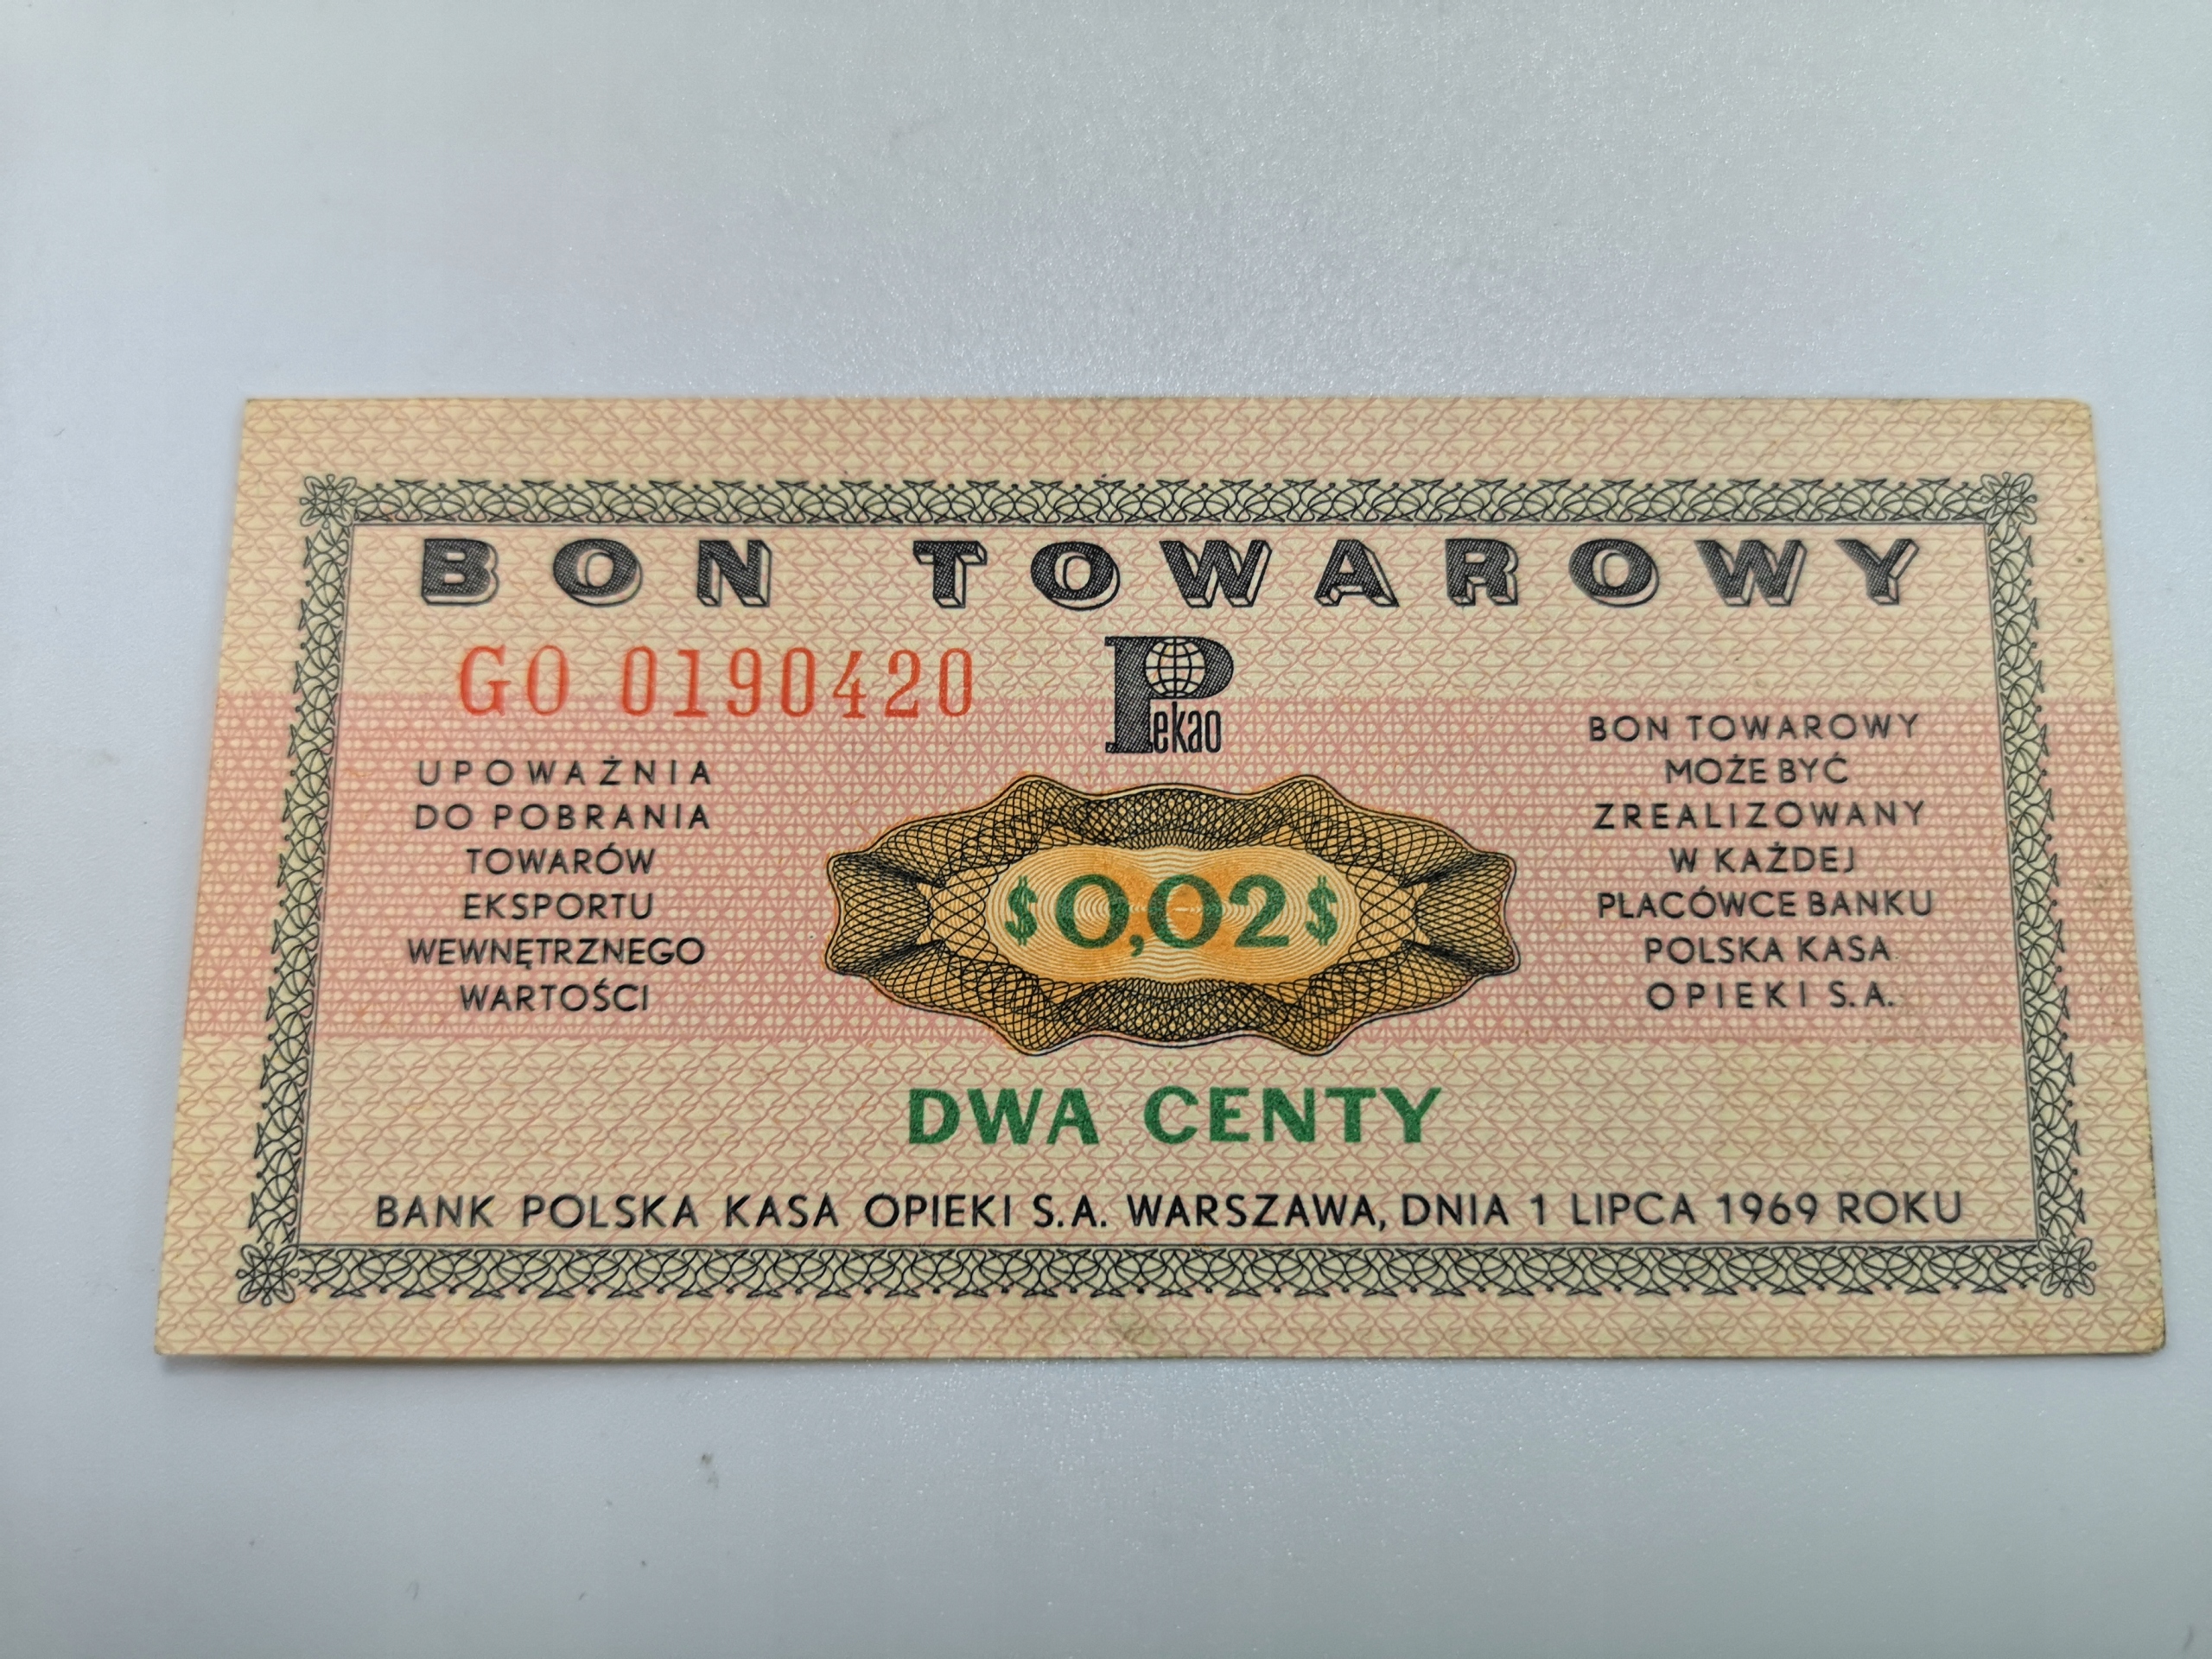 BON TOWAROWY
GO 0190420
Pekao
UPOWAŻNIA
DO POBRANIA
TOWARÓW
EKSPORTU
WEWNĘTRZNEGO
WARTOŚCI
BON TOWAROWY
MOŻE BYĆ
ZREALIZOWANY
W KAŻDEJ
PLACÓWCE BANKU
POLSKA KASA
OPIEKI S.A.
$0,02$
DWA CENTY
BANK POLSKA KASA OPIEKI S.A. WARSZAWA, DNIA 1 LIPCA 1969 ROKU